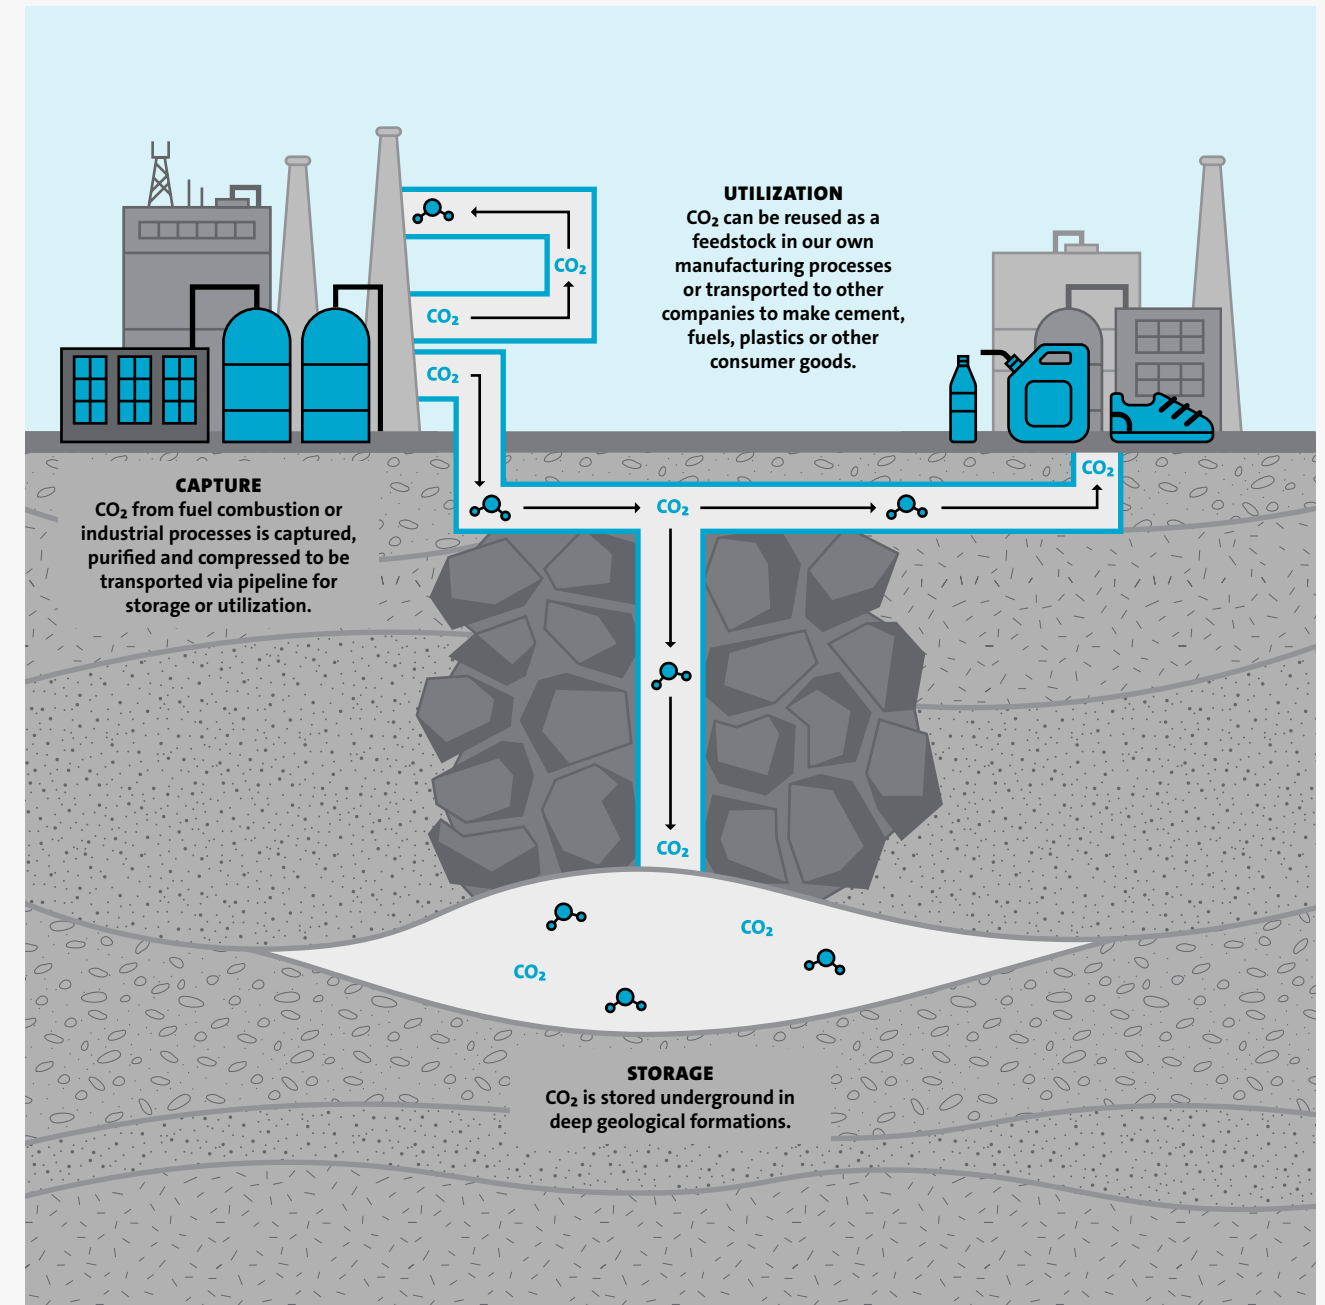 UTILIZATION
CO₂ can be reused as a
feedstock in our own
manufacturing processes
or transported to other
companies to make cement,
fuels, plastics or other
consumer goods.
CO₂
CO₂
CO₂
CO₂
CAPTURE
CO₂ from fuel combustion or
industrial processes is captured,
purified and compressed to be
transported via pipeline for
storage or utilization.
CO₂
CO₂
CO₂
CO₂
STORAGE
CO₂ is stored underground in
deep geological formations.